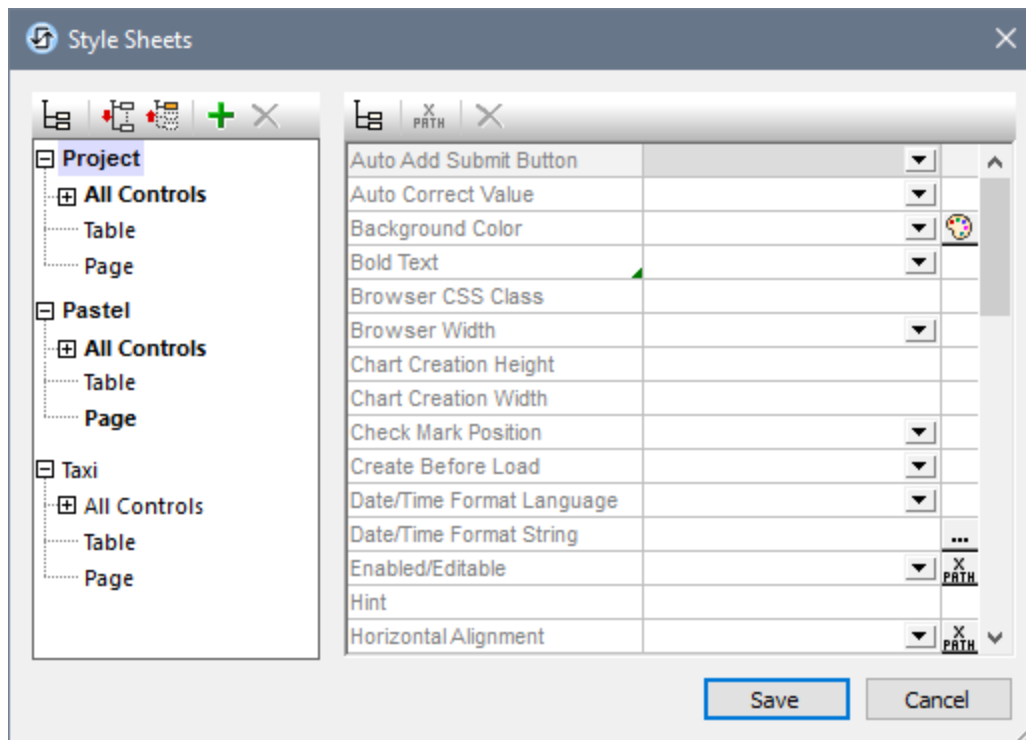 Style Sheets
X PATH
Project
All Controls
Table
Page
Pastel
All Controls
Table
Page
Taxi
All Controls
Table
Page
Auto Add Submit Button
Auto Correct Value
Background Color
Bold Text
Browser CSS Class
Browser Width
Chart Creation Height
Chart Creation Width
Check Mark Position
Create Before Load
Date/Time Format Language
Date/Time Format String ...
Enabled/Editable X PATH
Hint
Horizontal Alignment X PATH
Save Cancel